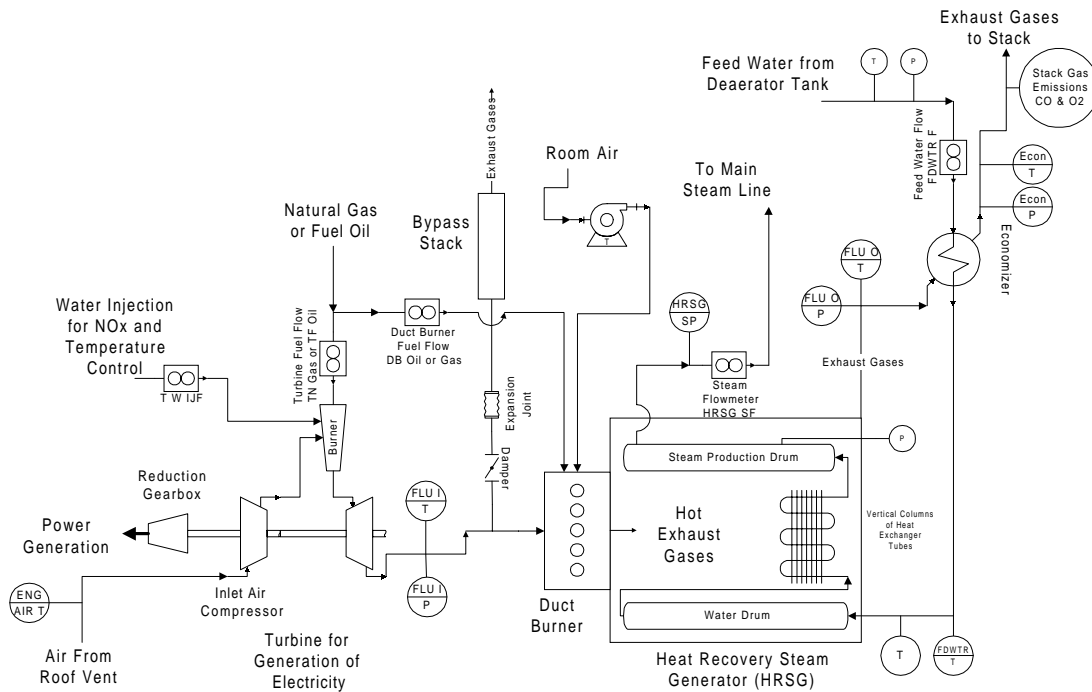 Exhaust Gases
to Stack
Stack Gas
Emissions
CO & O2
Feed Water from
Deaerator Tank
T
P
Feed Water Flow
FDWTR F
Econ
T
Econ
P
Economizer
Exhaust Gases
Room Air
To Main
Steam Line
Natural Gas
or Fuel Oil
Bypass
Stack
T
FLU O
T
FLU O
P
HRSG
SP
Water Injection
for NOx and
Temperature
Control
T W IJF
Turbine Fuel Flow
TN Gas or TF Oil
Duct Burner
Fuel Flow
DB Oil or Gas
Expansion
Joint
Steam
Flowmeter
HRSG SF
Exhaust Gases
Burner
Damper
Steam Production Drum
P
Reduction
Gearbox
Power
Generation
FLU I
T
FLU I
P
Hot
Exhaust
Gases
Vertical Columns
of Heat
Exchanger
Tubes
ENG
AIR T
Inlet Air
Compressor
Duct
Burner
Water Drum
Air From
Roof Vent
Turbine for
Generation of
Electricity
Heat Recovery Steam
Generator (HRSG)
T
FDWTR
T